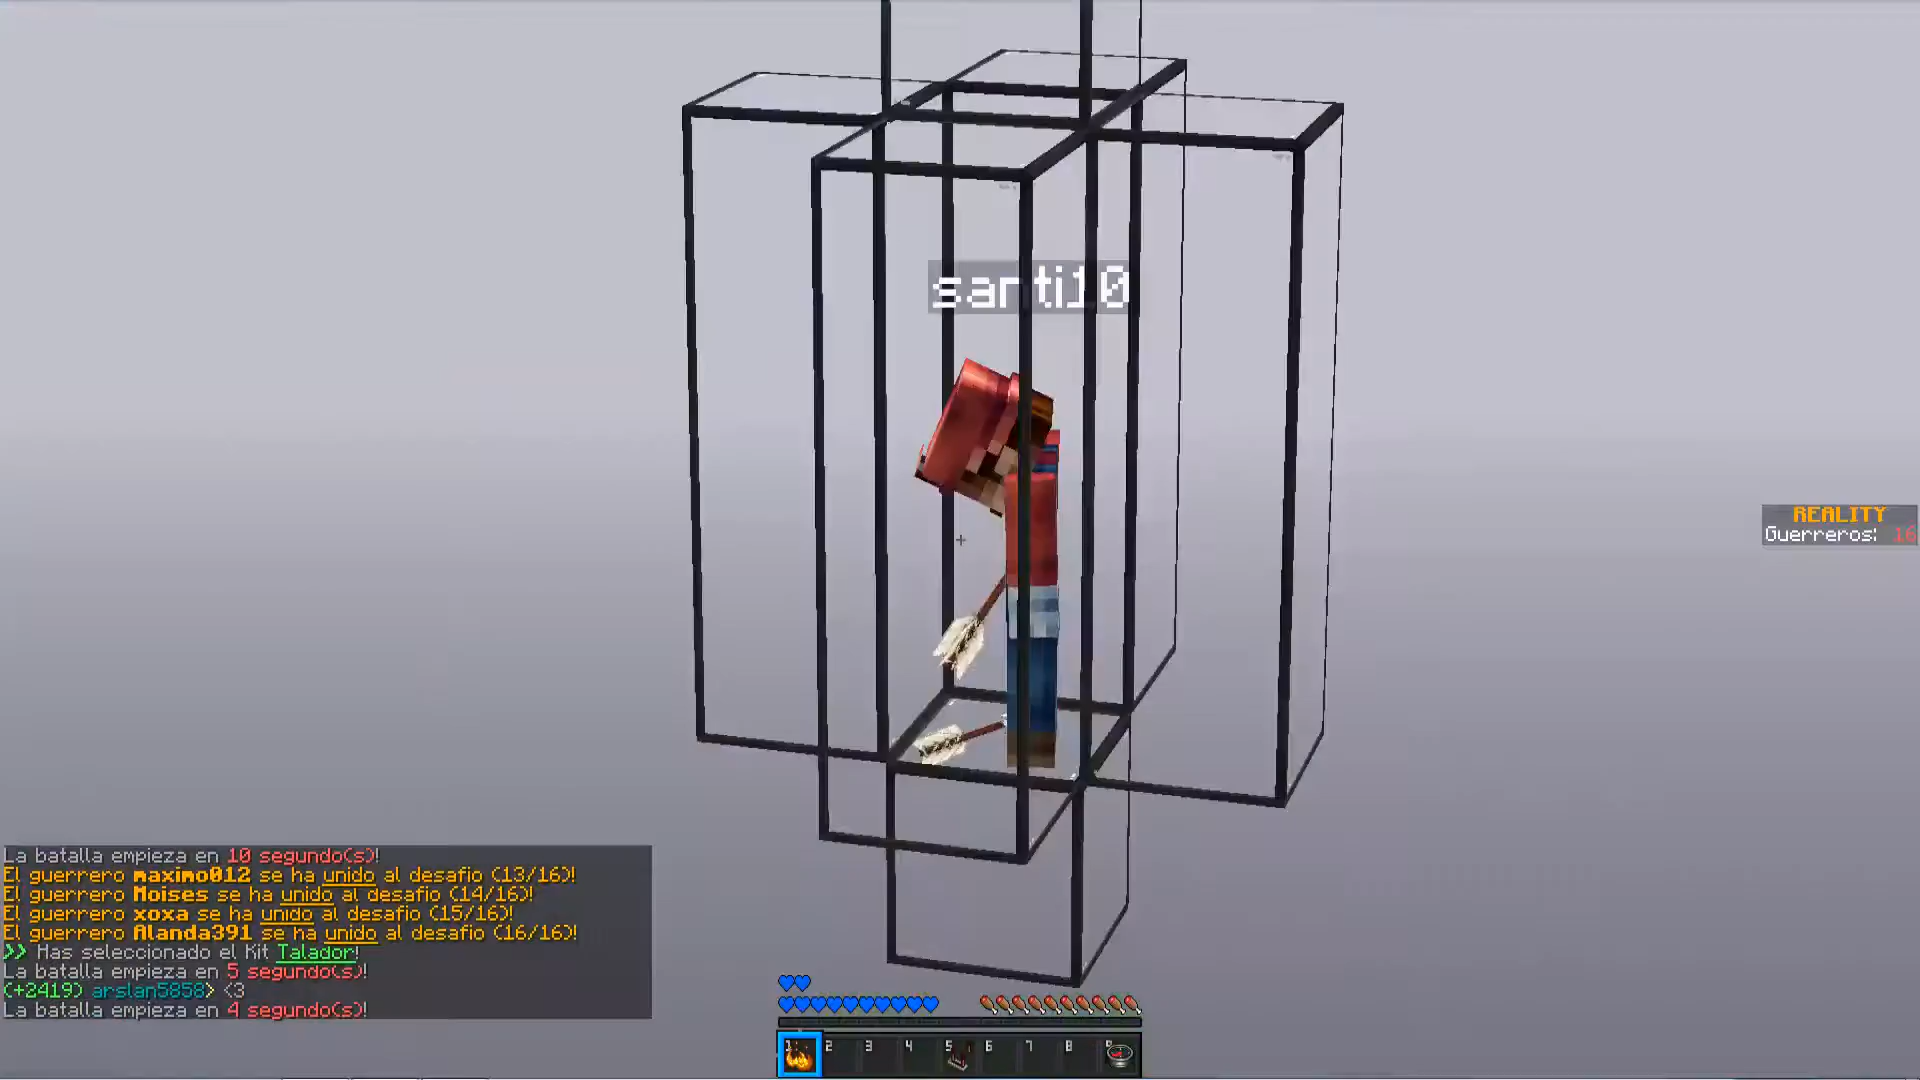 santi10
REALITY
Guerreros: 16
La batalla empieza en 10 segundo(s)!
El guerrero maximo012 se ha unido al desafio (13/16)!
El guerrero Moises se ha unido al desafio (14/16)!
El guerrero xoxa se ha unido al desafio (15/16)!
El guerrero Alanda391 se ha unido al desafio (16/16)!
>> Has seleccionado el Kit Talador!
La batalla empieza en 5 segundo(s)!
(+2419) arslan5858> <3
La batalla empieza en 4 segundo(s)!
1 2 3 4 5 6 7 8 9